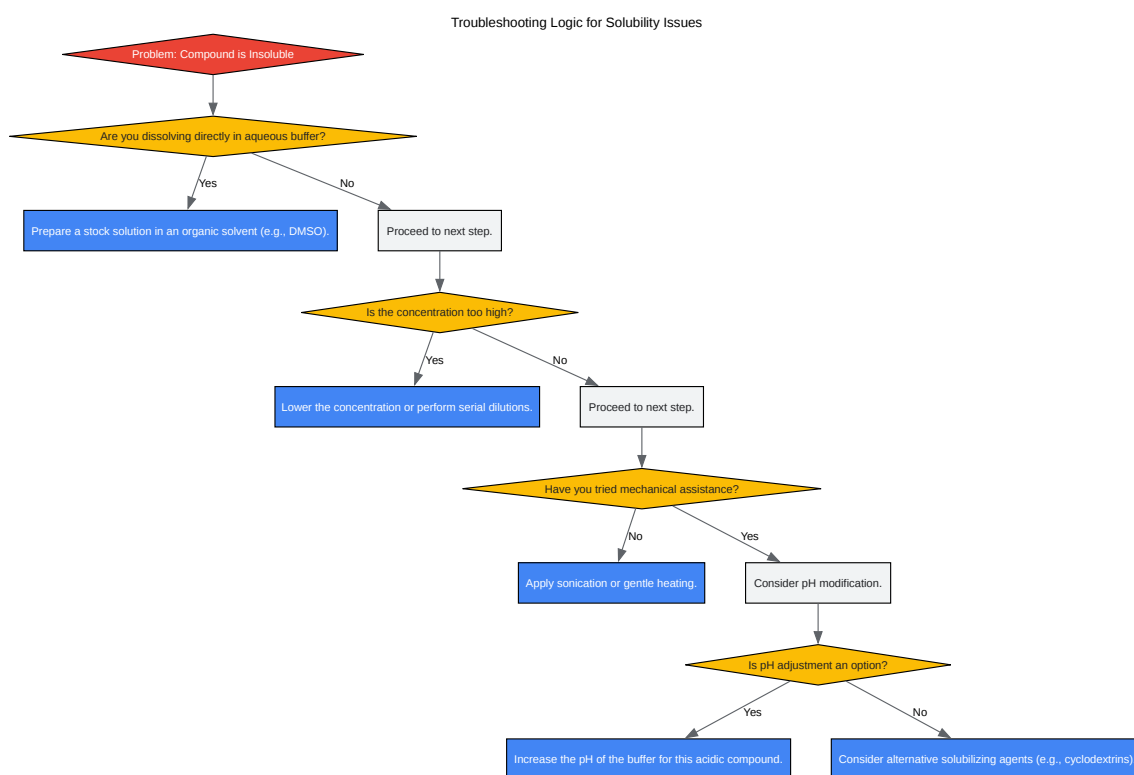 Troubleshooting Logic for Solubility Issues
Problem: Compound is Insoluble
Are you dissolving directly in aqueous buffer?
Yes
No
Prepare a stock solution in an organic solvent (e.g., DMSO).
Proceed to next step.
Is the concentration too high?
Yes
No
Lower the concentration or perform serial dilutions.
Proceed to next step.
Have you tried mechanical assistance?
No
Yes
Apply sonication or gentle heating.
Consider pH modification.
Is pH adjustment an option?
Yes
No
Increase the pH of the buffer for this acidic compound.
Consider alternative solubilizing agents (e.g., cyclodextrins)